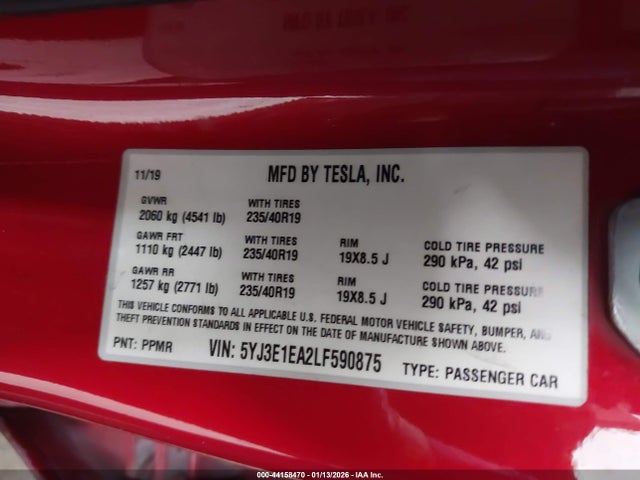 11/19 MFD BY TESLA, INC.
GVWR WITH TIRES
2060 kg (4541 lb) 235/40R19
GAWR FRT WITH TIRES RIM COLD TIRE PRESSURE
1110 kg (2447 lb) 235/40R19 19X8.5 J 290 kPa, 42 psi
GAWR RR WITH TIRES RIM COLD TIRE PRESSURE
1257 kg (2771 lb) 235/40R19 19X8.5 J 290 kPa, 42 psi
THIS VEHICLE CONFORMS TO ALL APPLICABLE U.S. FEDERAL MOTOR VEHICLE SAFETY, BUMPER, AND
THEFT PREVENTION STANDARDS IN EFFECT ON THE DATE OF MANUFACTURE SHOWN ABOVE.
PNT: PPMR VIN: 5YJ3E1EA2LF590875 TYPE: PASSENGER CAR
000-44158470 - 01/13/2026 - IAA Inc.